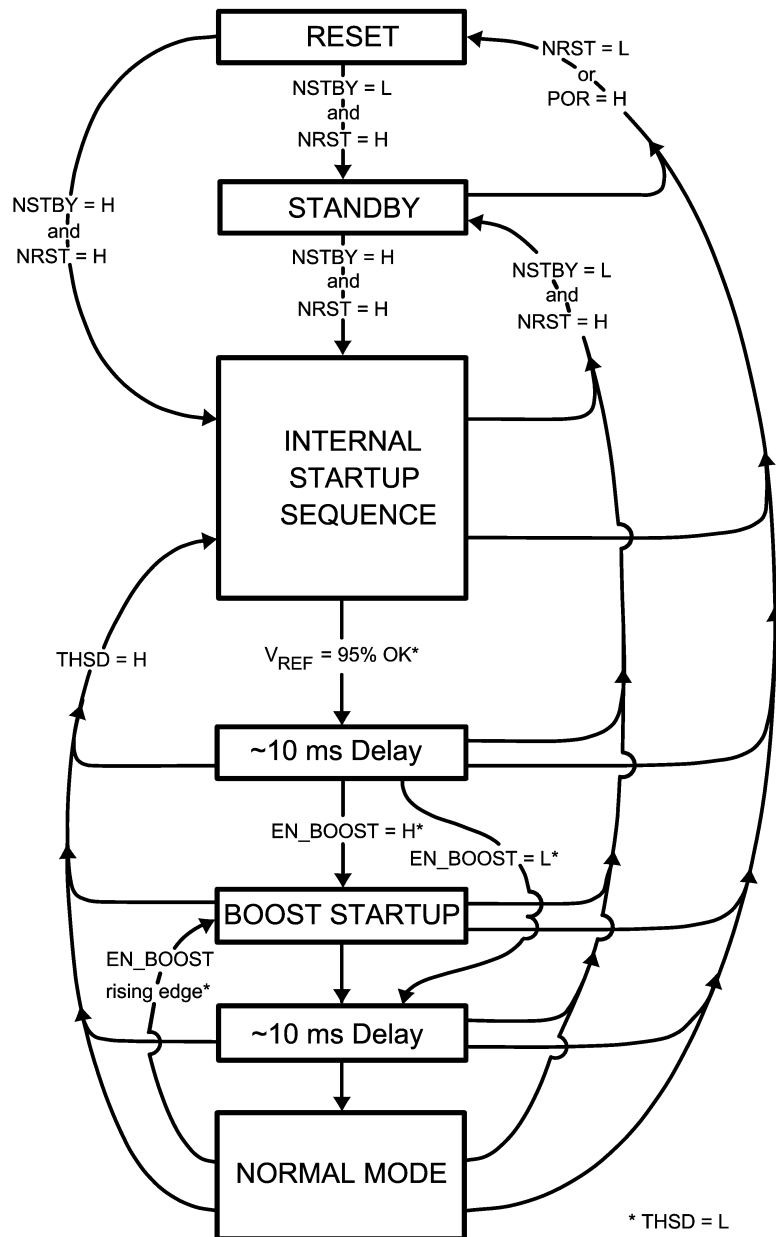 RESET
NRST = L
or
POR = H
NSTBY = L
and
NRST = H
STANDBY
NSTBY = H
and
NRST = H
NSTBY = H
and
NRST = H
NSTBY = L
and
NRST = H
INTERNAL
STARTUP
SEQUENCE
THSD = H
VREF = 95% OK*
~10 ms Delay
EN_BOOST = H*
EN_BOOST = L*
BOOST STARTUP
EN_BOOST
rising edge*
~10 ms Delay
NORMAL MODE
* THSD = L